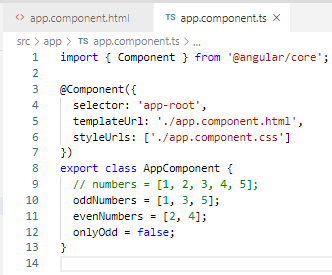 app.component.html
TS app.component.ts ×
src > app > TS app.component.ts > ...
1 import { Component } from '@angular/core';
2
3 @Component({
4   selector: 'app-root',
5   templateUrl: './app.component.html',
6   styleUrls: ['./app.component.css']
7 })
8 export class AppComponent {
9   // numbers = [1, 2, 3, 4, 5];
10   oddNumbers = [1, 3, 5];
11   evenNumbers = [2, 4];
12   onlyOdd = false;
13 }
14